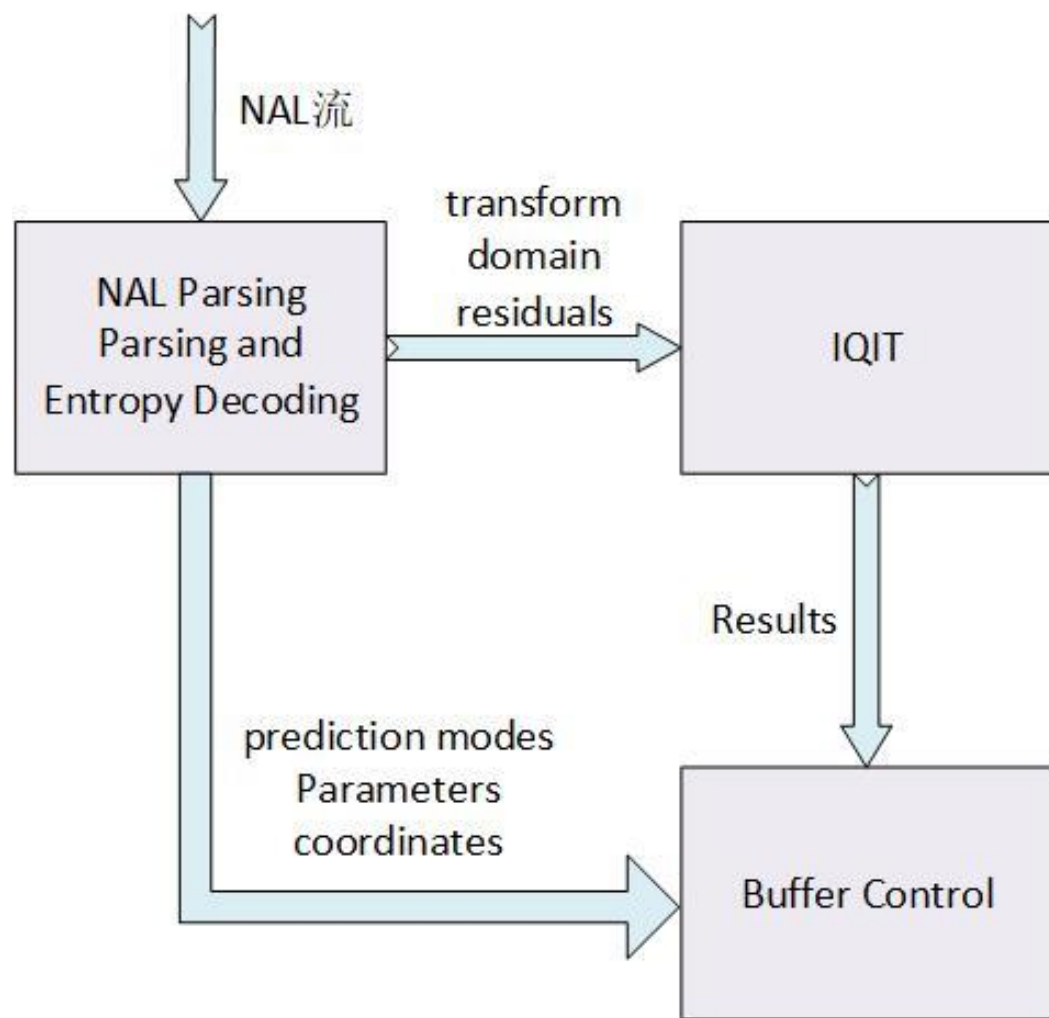 NAL流
transform
domain
residuals
NAL Parsing
Parsing and
Entropy Decoding
IQIT
Results
prediction modes
Parameters
coordinates
Buffer Control